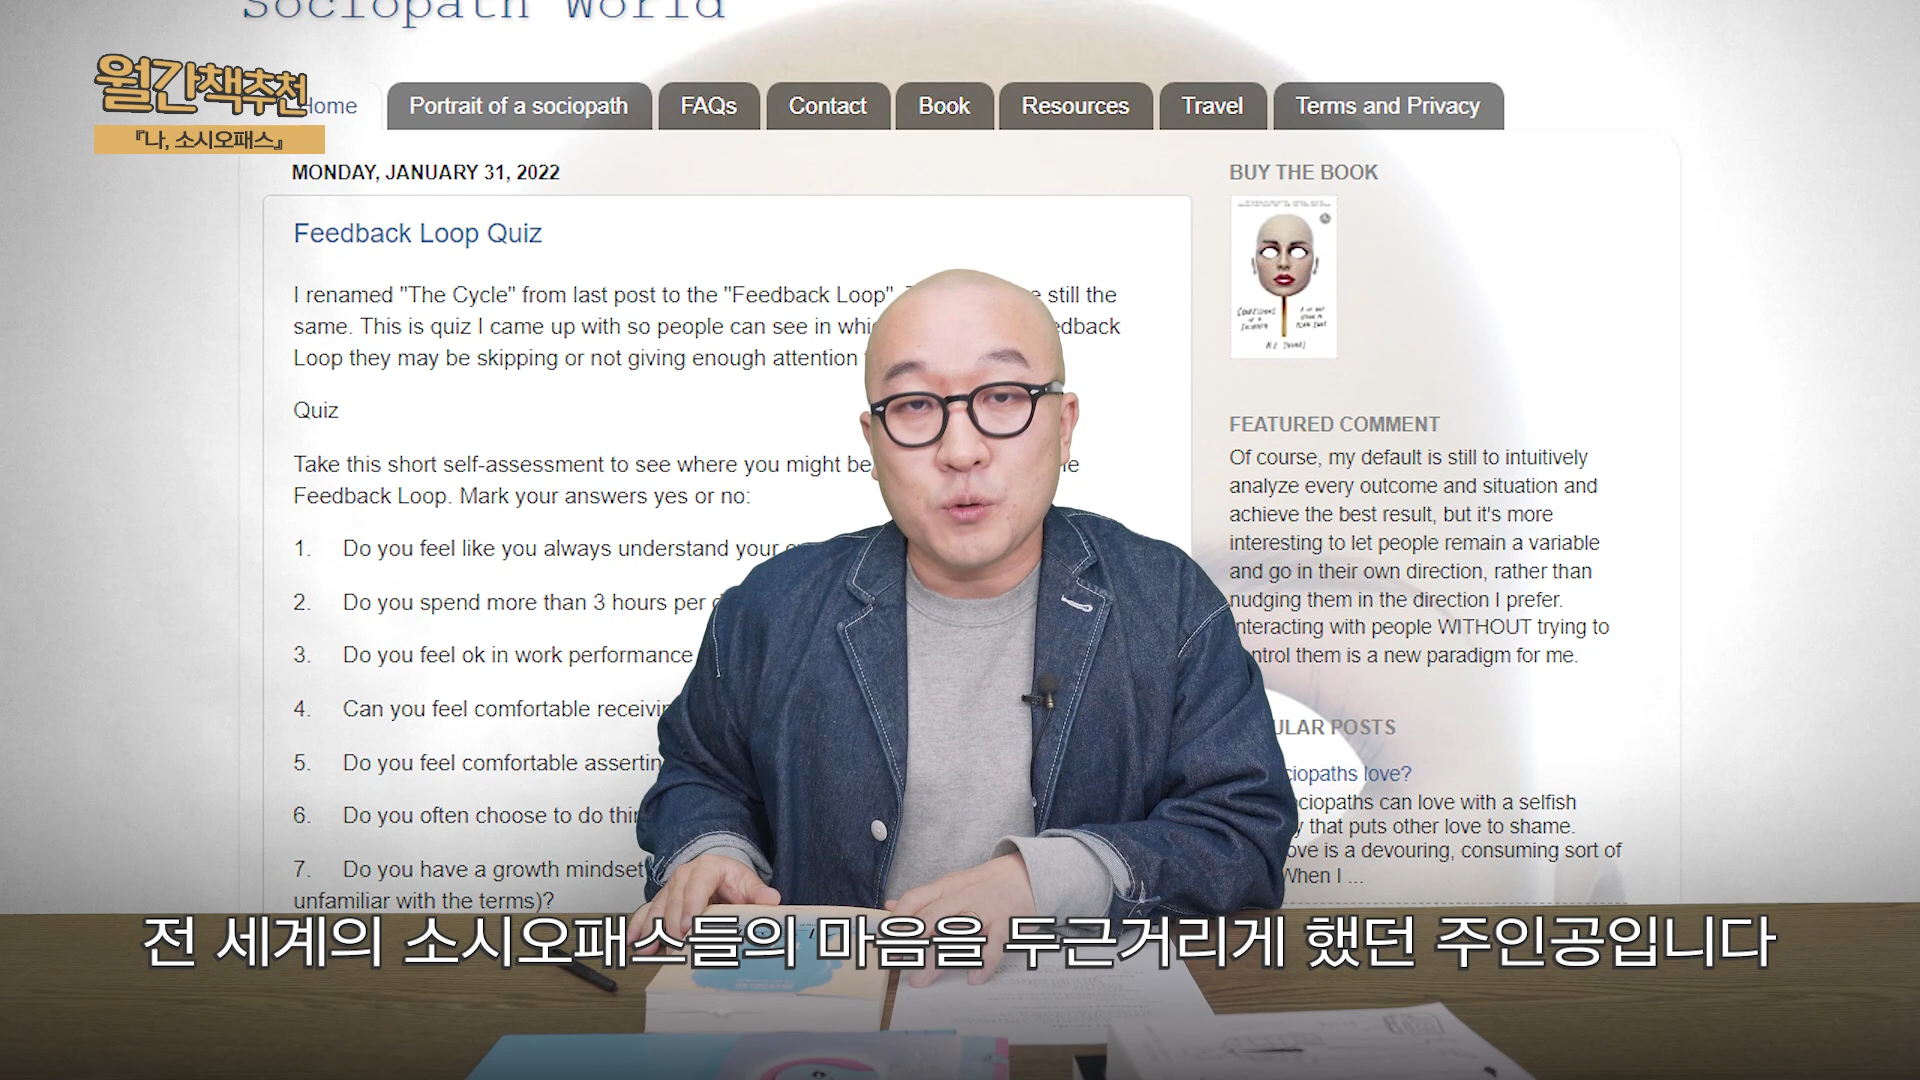 Sociopath World
월간책추천
『나, 소시오패스』
Home
Portrait of a sociopath
FAQs
Contact
Book
Resources
Travel
Terms and Privacy
MONDAY, JANUARY 31, 2022
Feedback Loop Quiz
I renamed "The Cycle" from last post to the "Feedback Loop". still the
same. This is quiz I came up with so people can see in
Loop they may be skipping or not giving enough attention
Quiz
Take this short self-assessment to see where you might be
Feedback Loop. Mark your answers yes or no:
1. Do you feel like you always understand your
2. Do you spend more than 3 hours per
3. Do you feel ok in work performance
4. Can you feel comfortable
5. Do you feel comfortable
6. Do you often choose to do
7. Do you have a growth mindset
unfamiliar with the terms)?
BUY THE BOOK
CONFESSIONS
OF A
SOCIOPATH
M.E. THOMAS
FEATURED COMMENT
Of course, my default is still to intuitively
analyze every outcome and situation and
achieve the best result, but it's more
interesting to let people remain a variable
and go in their own direction, rather than
nudging them in the direction I prefer.
Interacting with people WITHOUT trying to
control them is a new paradigm for me.
POSTS
love?
can love with a selfish
that puts other love to shame.
is a devouring, consuming sort of
When I ...
전 세계의 소시오패스들의 마음을 두근거리게 했던 주인공입니다